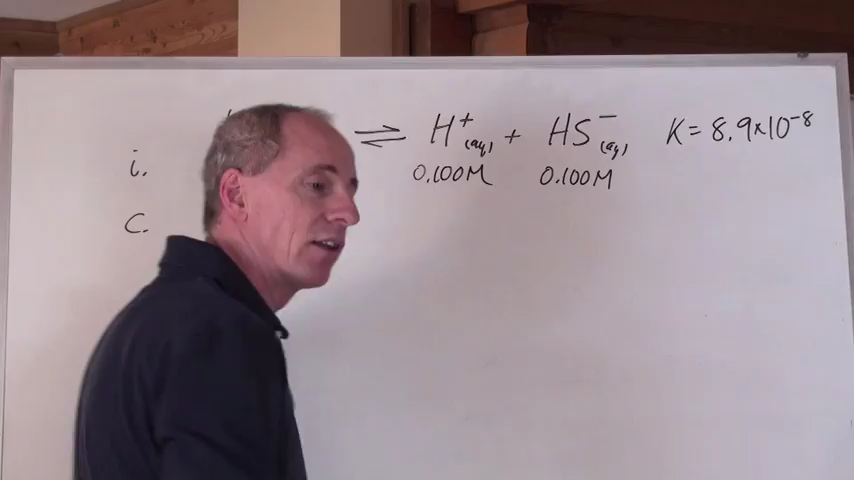 ⇌ H⁺(aq) + HS⁻(aq) K = 8.9×10⁻⁸
i. 0.100M 0.100M
C.